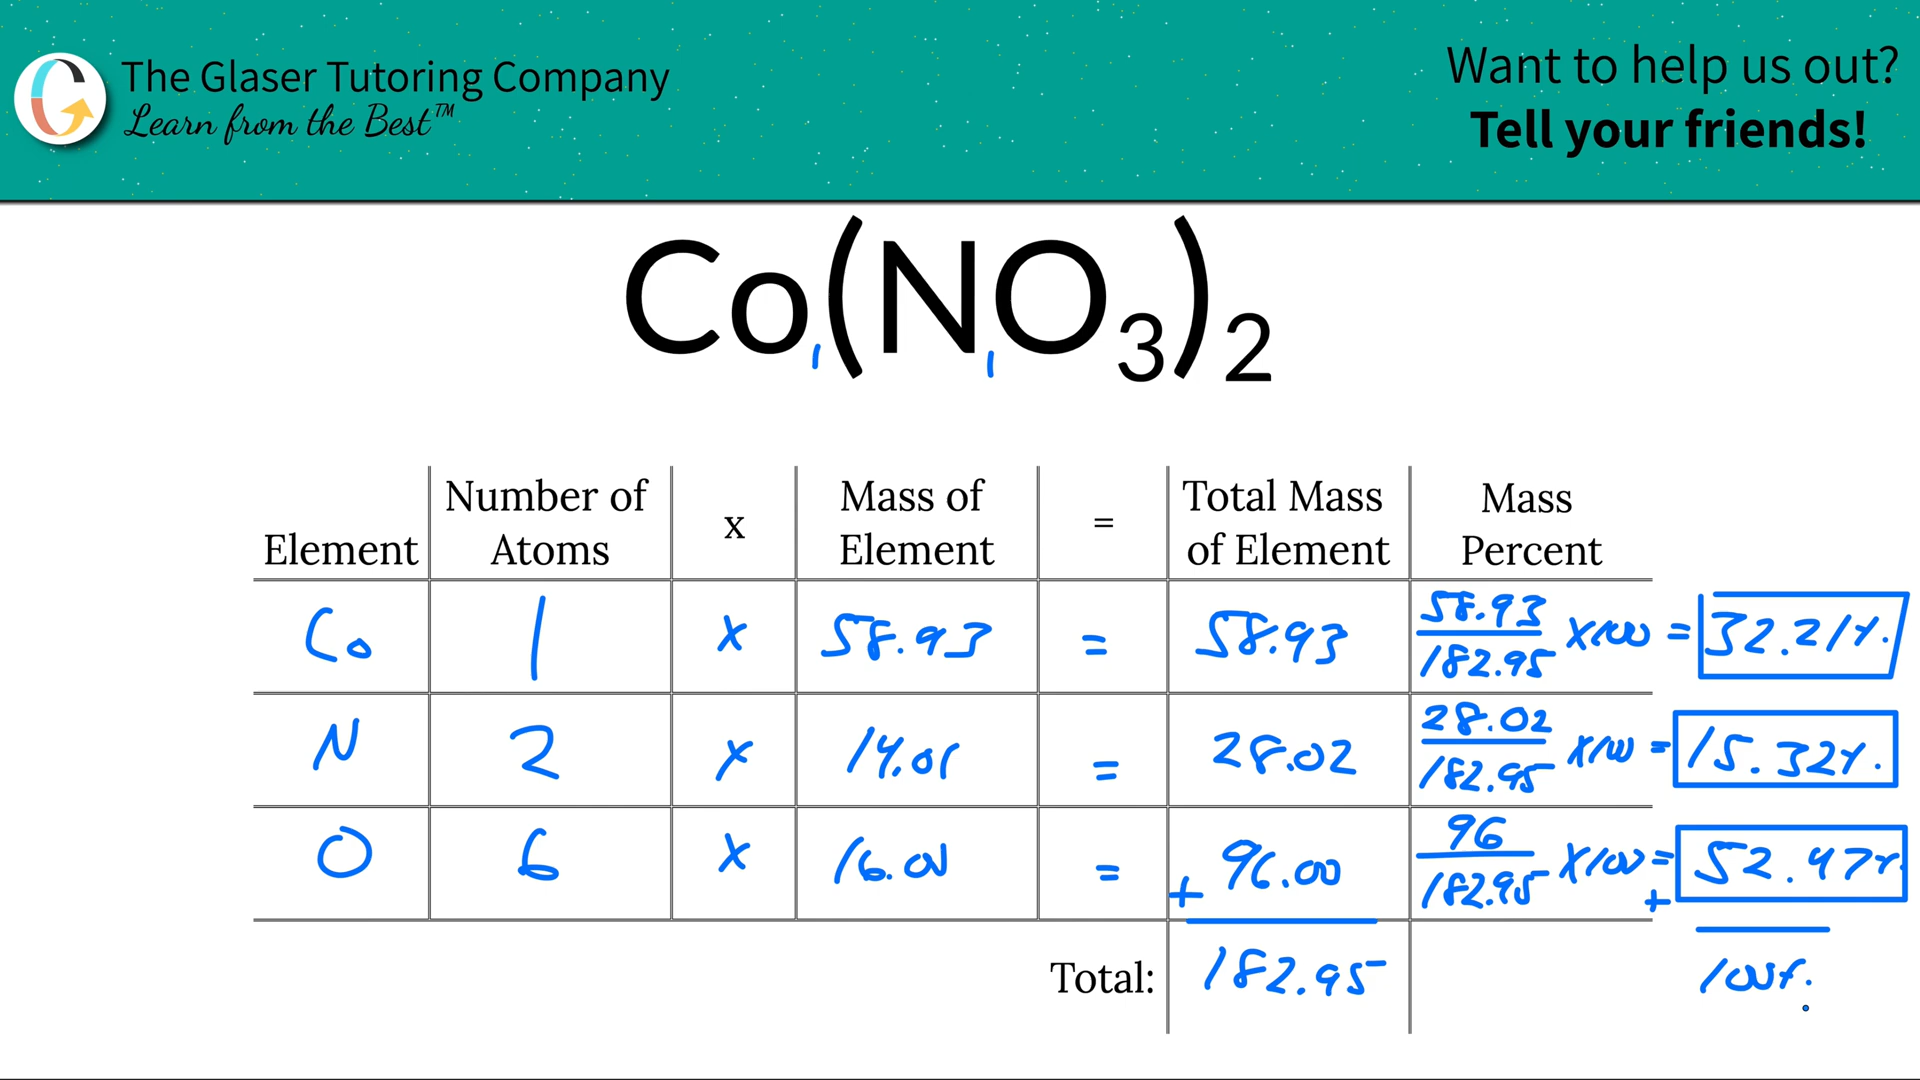 The Glaser Tutoring Company
Learn from the Best™
Want to help us out?
Tell your friends!
Co(NO3)2
1 1
Element Number of Atoms x Mass of Element = Total Mass of Element Mass Percent
Co 1 x 58.93 = 58.93 58.93/182.95 x100 = 32.21%
N 2 x 14.01 = 28.02 28.02/182.95 x100 = 15.32%
O 6 x 16.00 = + 96.00 96/182.95 x100 = + 52.47%
Total: 182.95 100%